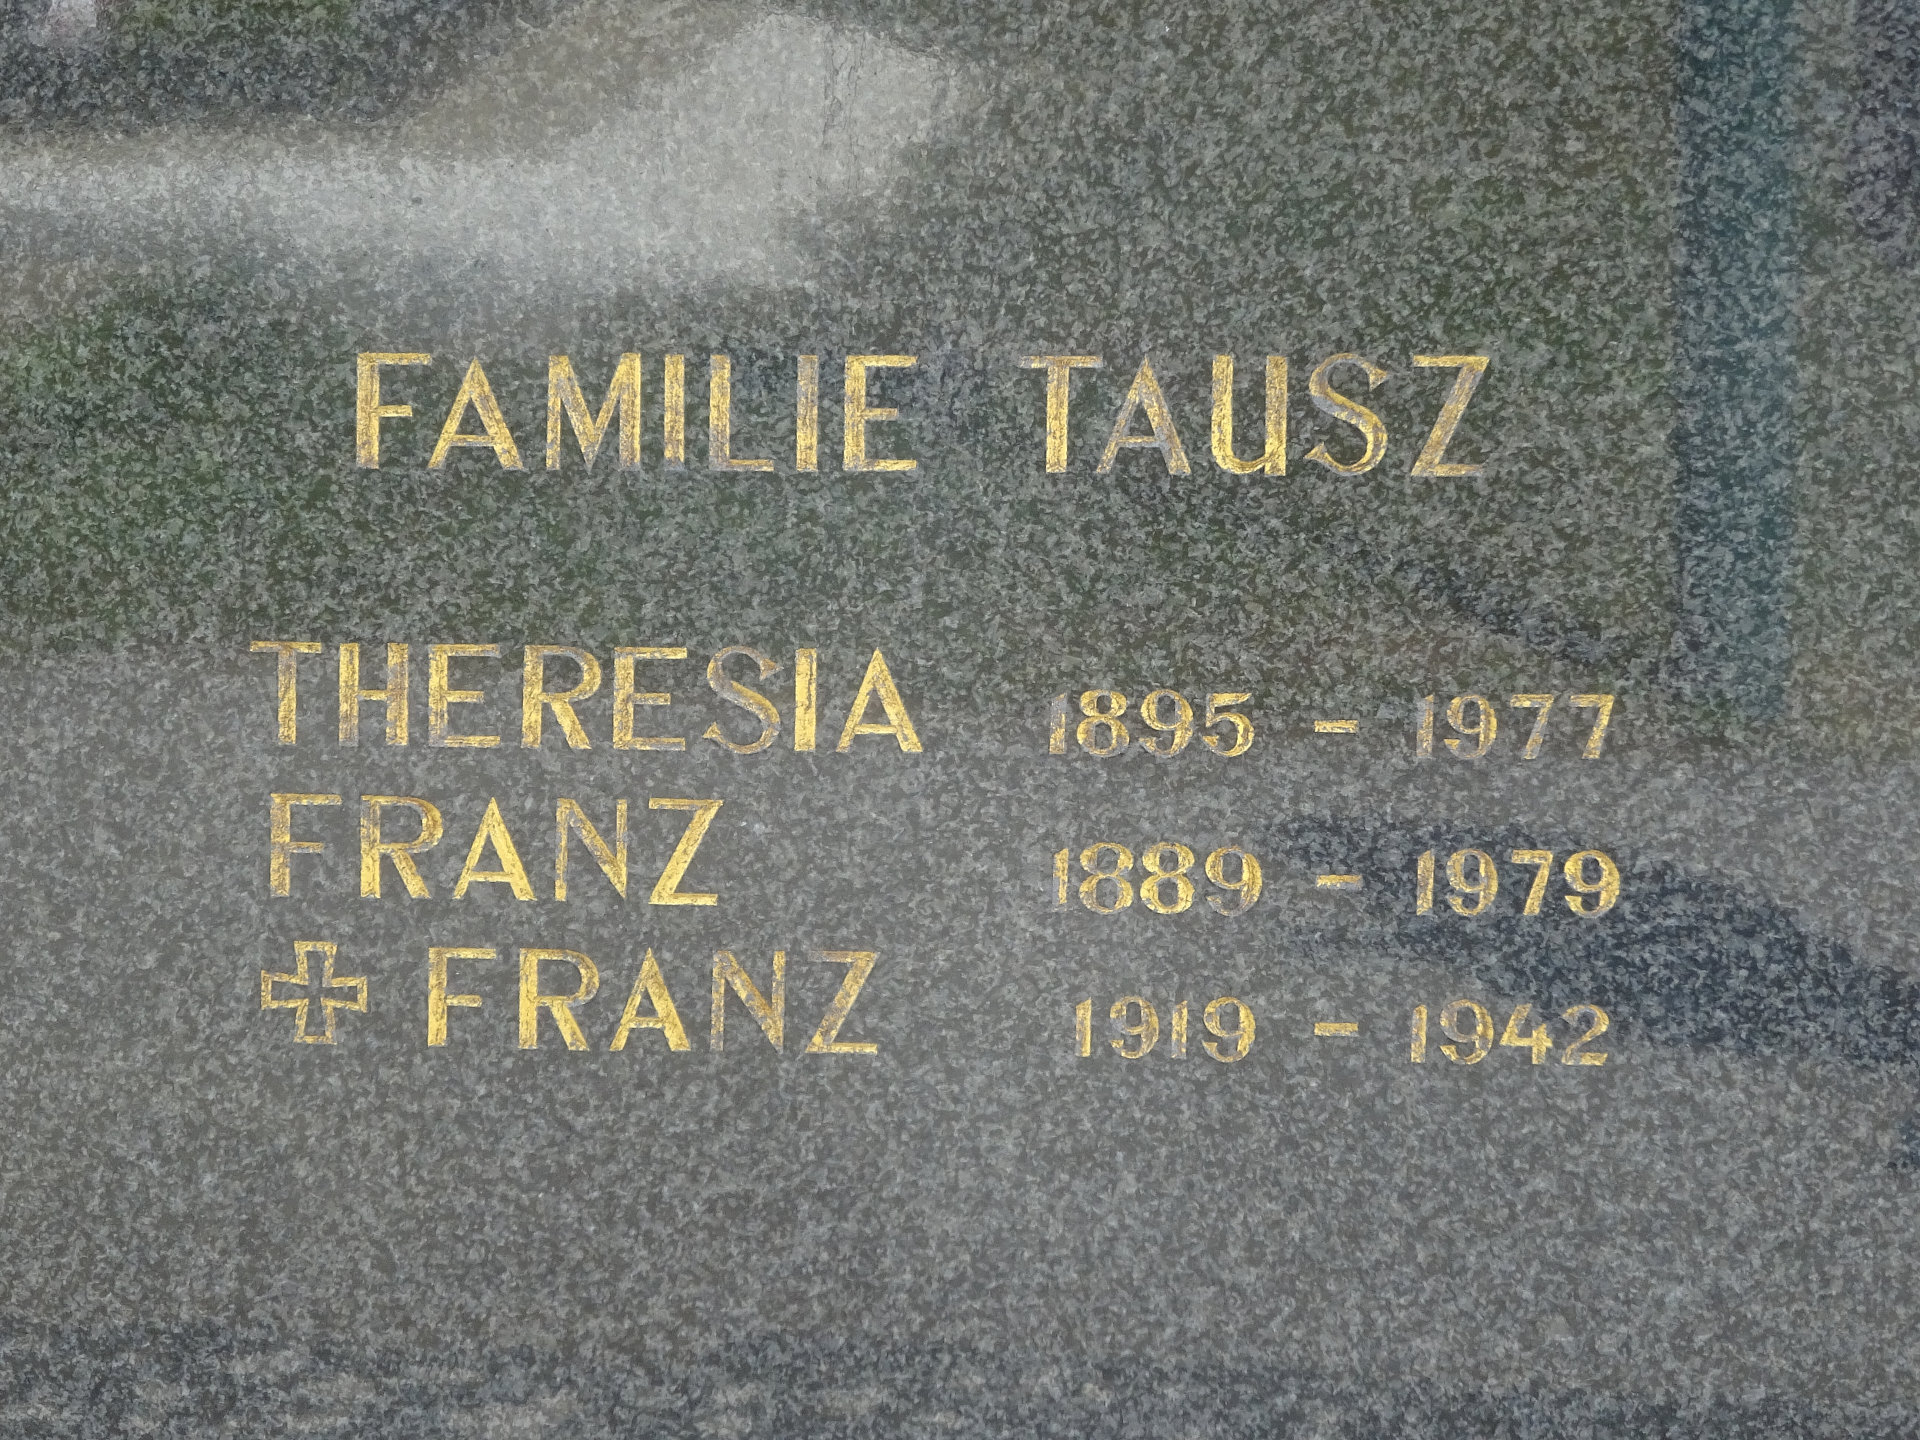 FAMILIE TAUSZ
THERESIA 1895 - 1977
FRANZ 1889 - 1979
✠ FRANZ 1919 - 1942